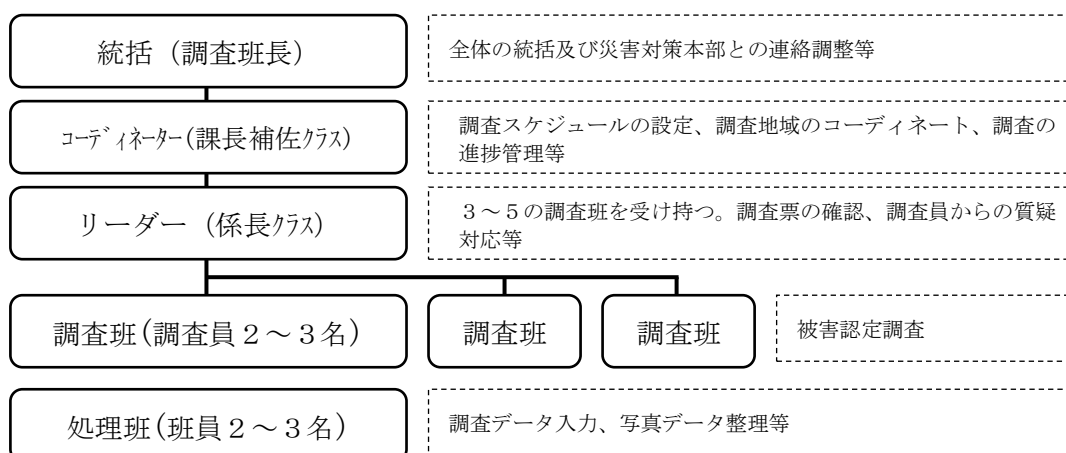 統括（調査班長）
全体の統括及び災害対策本部との連絡調整等
ｺｰﾃﾞｨﾈｰﾀｰ(課長補佐ｸﾗｽ)
調査スケジュールの設定、調査地域のコーディネート、調査の
進捗管理等
リーダー（係長ｸﾗｽ）
３～５の調査班を受け持つ。調査票の確認、調査員からの質疑
対応等
調査班(調査員２～３名)
調査班
調査班
被害認定調査
処理班(班員２～３名)
調査データ入力、写真データ整理等